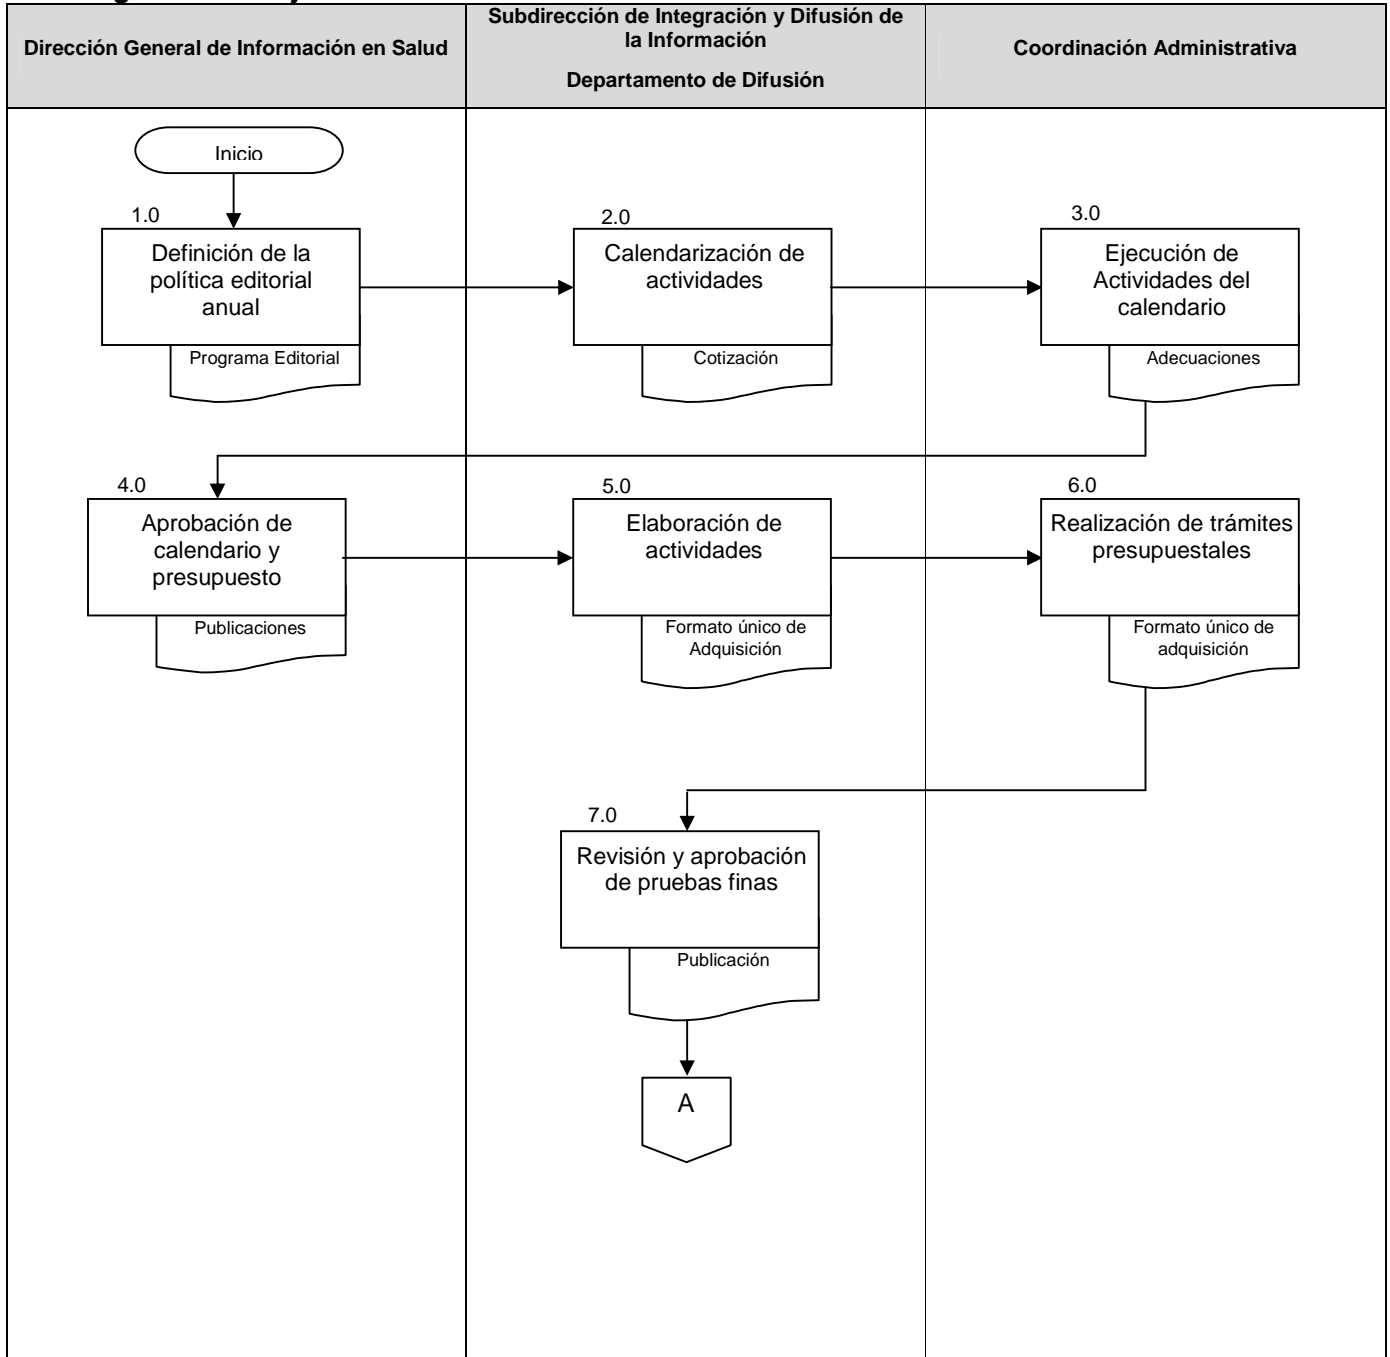 Dirección General de Información en Salud
Subdirección de Integración y Difusión de
la Información
Departamento de Difusión
Coordinación Administrativa
Inicio
1.0
Definición de la
política editorial
anual
Programa Editorial
2.0
Calendarización de
actividades
Cotización
3.0
Ejecución de
Actividades del
calendario
Adecuaciones
4.0
Aprobación de
calendario y
presupuesto
Publicaciones
5.0
Elaboración de
actividades
Formato único de
Adquisición
6.0
Realización de trámites
presupuestales
Formato único de
adquisición
7.0
Revisión y aprobación
de pruebas finas
Publicación
A